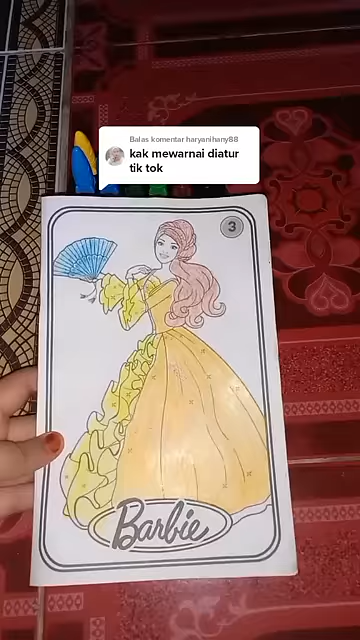 Balas komentar haryanihany88
kak mewarnai diatur
tik tok
3
Barbie